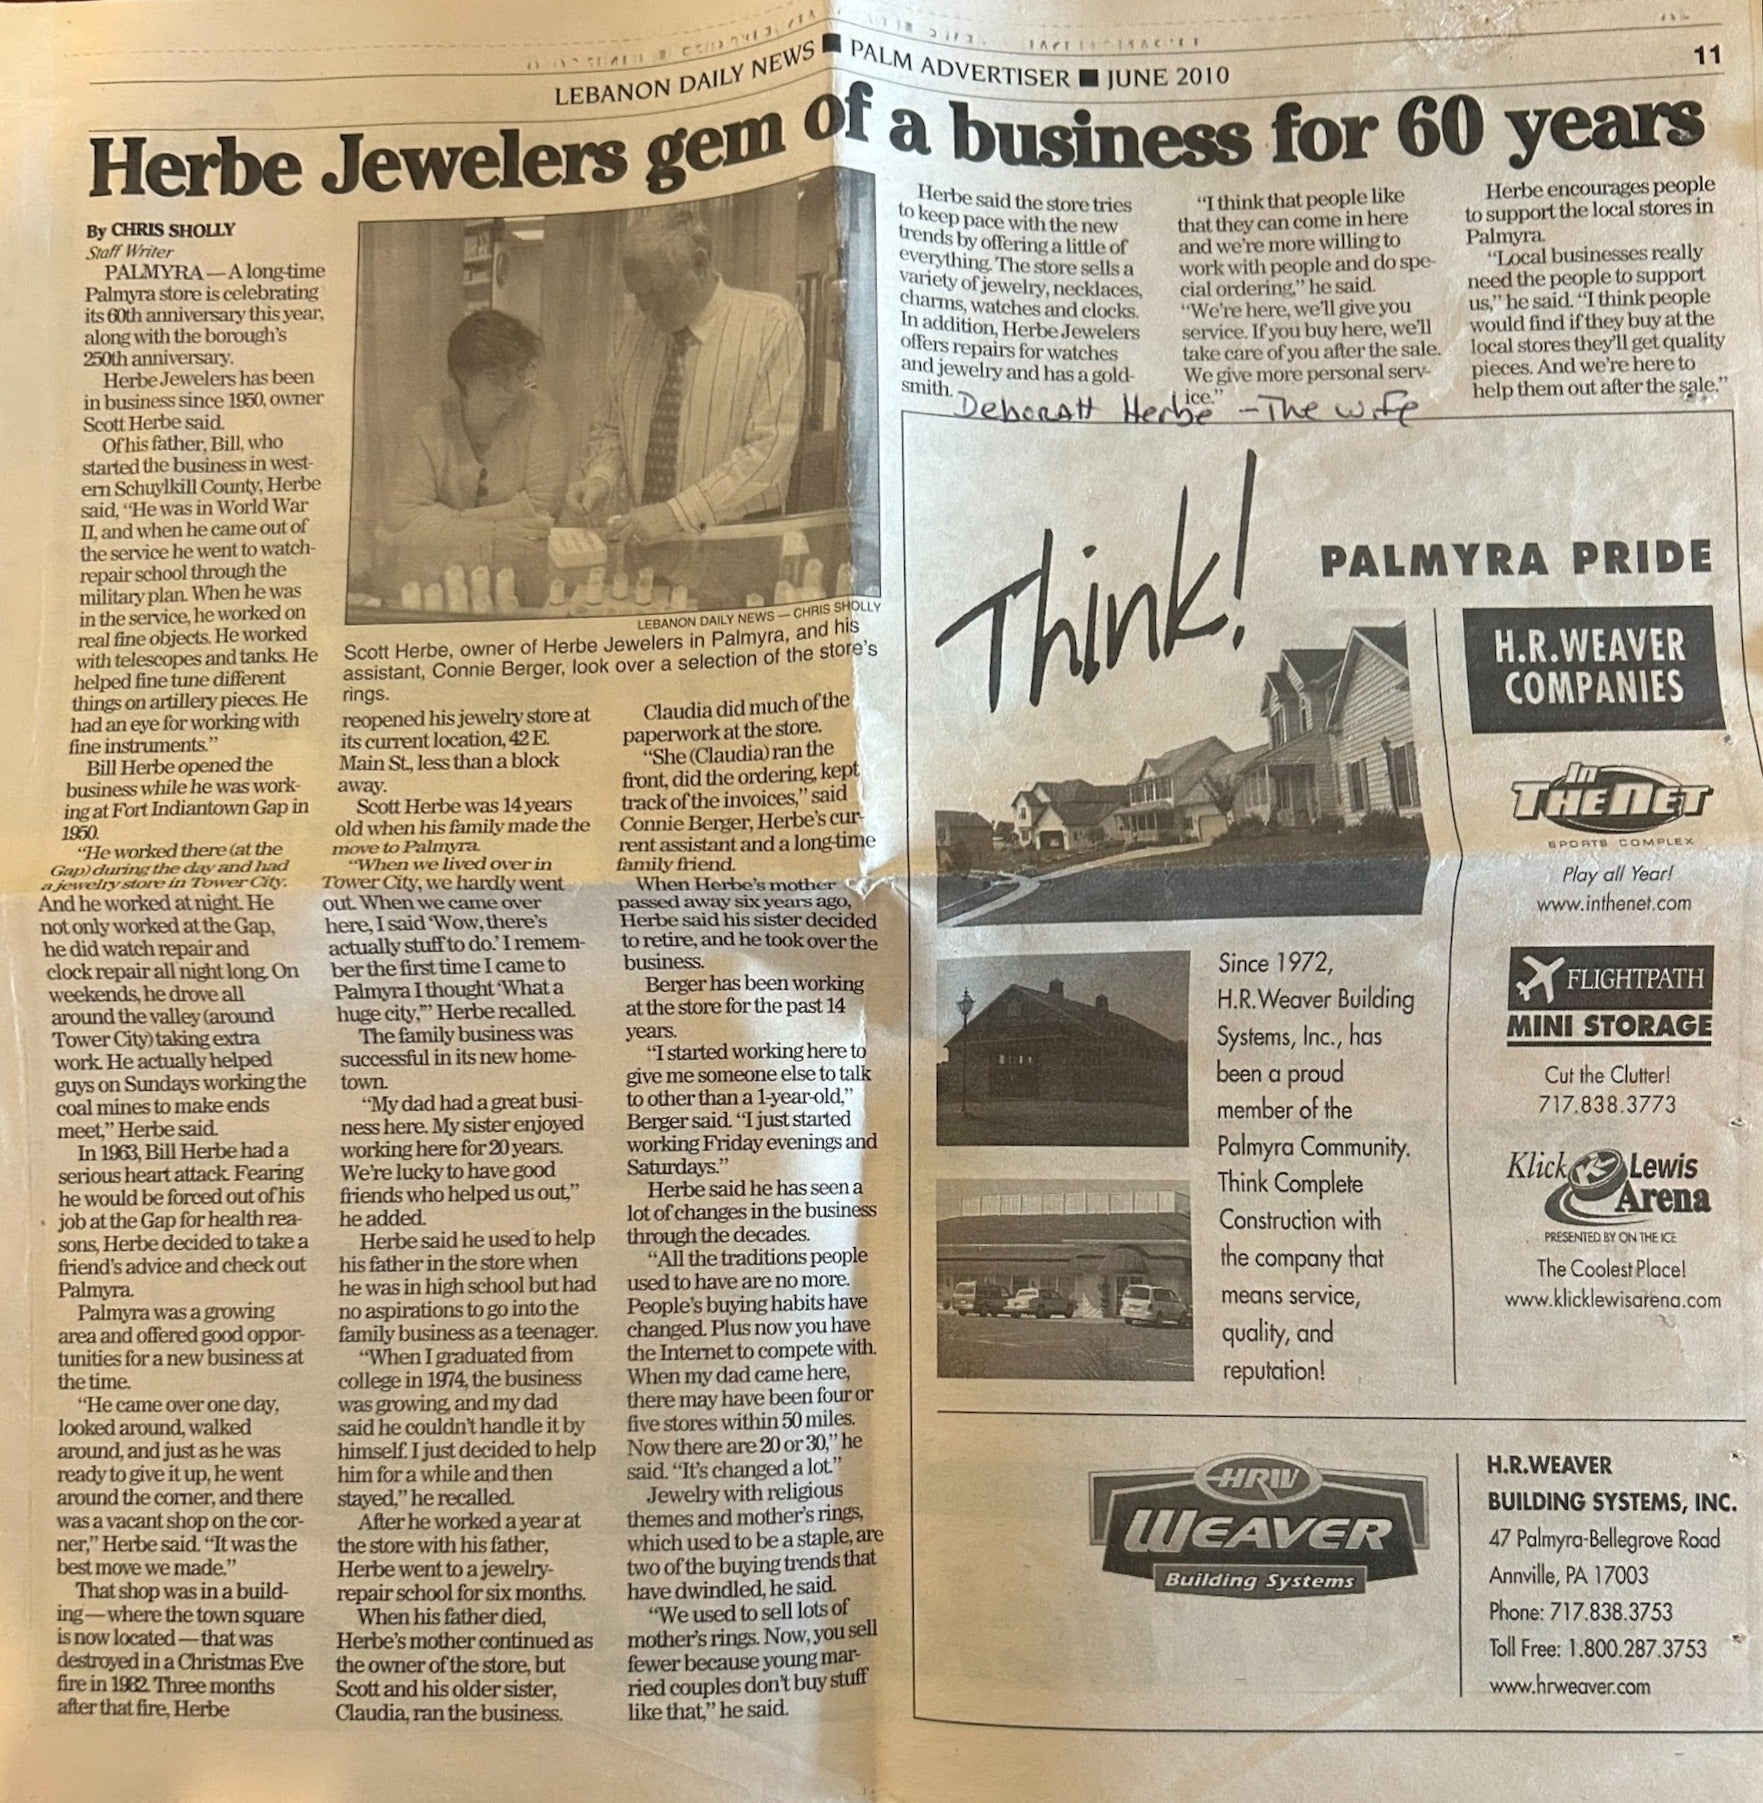 LEBANON DAILY NEWS ■ PALM ADVERTISER ■ JUNE 2010
11
Herbe Jewelers gem of a business for 60 years
By CHRIS SHOLLY
Staff Writer
PALMYRA — A long-time
Palmyra store is celebrating
its 60th anniversary this year,
along with the borough's
250th anniversary.
Herbe Jewelers has been
in business since 1950, owner
Scott Herbe said.
Of his father, Bill, who
started the business in west-
ern Schuylkill County, Herbe
said, “He was in World War
II, and when he came out of
the service he went to watch-
repair school through the
military plan. When he was
in the service, he worked on
real fine objects. He worked
with telescopes and tanks. He
helped fine tune different
things on artillery pieces. He
had an eye for working with
fine instruments.”
Bill Herbe opened the
business while he was work-
ing at Fort Indiantown Gap in
1950.
“He worked there (at the
Gap) during the day and had
a jewelry store in Tower City.
And he worked at night. He
not only worked at the Gap,
he did watch repair and
clock repair all night long. On
weekends, he drove all
around the valley (around
Tower City) taking extra
work. He actually helped
guys on Sundays working the
coal mines to make ends
meet,” Herbe said.
In 1963, Bill Herbe had a
serious heart attack. Fearing
he would be forced out of his
job at the Gap for health rea-
sons, Herbe decided to take a
friend's advice and check out
Palmyra.
Palmyra was a growing
area and offered good oppor-
tunities for a new business at
the time.
“He came over one day,
looked around, walked
around, and just as he was
ready to give it up, he went
around the corner, and there
was a vacant shop on the cor-
ner,” Herbe said. “It was the
best move we made.”
That shop was in a build-
ing — where the town square
is now located — that was
destroyed in a Christmas Eve
fire in 1982. Three months
after that fire, Herbe
LEBANON DAILY NEWS — CHRIS SHOLLY
Scott Herbe, owner of Herbe Jewelers in Palmyra, and his
assistant, Connie Berger, look over a selection of the store's
rings.
reopened his jewelry store at
its current location, 42 E.
Main St., less than a block
away.
Scott Herbe was 14 years
old when his family made the
move to Palmyra.
“When we lived over in
Tower City, we hardly went
out. When we came over
here, I said ‘Wow, there's
actually stuff to do.’ I remem-
ber the first time I came to
Palmyra I thought ‘What a
huge city,’” Herbe recalled.
The family business was
successful in its new home-
town.
“My dad had a great busi-
ness here. My sister enjoyed
working here for 20 years.
We're lucky to have good
friends who helped us out,”
he added.
Herbe said he used to help
his father in the store when
he was in high school but had
no aspirations to go into the
family business as a teenager.
“When I graduated from
college in 1974, the business
was growing, and my dad
said he couldn't handle it by
himself. I just decided to help
him for a while and then
stayed,” he recalled.
After he worked a year at
the store with his father,
Herbe went to a jewelry-
repair school for six months.
When his father died,
Herbe's mother continued as
the owner of the store, but
Scott and his older sister,
Claudia, ran the business.
Claudia did much of the
paperwork at the store.
“She (Claudia) ran the
front, did the ordering, kept
track of the invoices,” said
Connie Berger, Herbe's cur-
rent assistant and a long-time
family friend.
When Herbe's mother
passed away six years ago,
Herbe said his sister decided
to retire, and he took over the
business.
Berger has been working
at the store for the past 14
years.
“I started working here to
give me someone else to talk
to other than a 1-year-old,”
Berger said. “I just started
working Friday evenings and
Saturdays.”
Herbe said he has seen a
lot of changes in the business
through the decades.
“All the traditions people
used to have are no more.
People's buying habits have
changed. Plus now you have
the Internet to compete with.
When my dad came here,
there may have been four or
five stores within 50 miles.
Now there are 20 or 30,” he
said. “It's changed a lot.”
Jewelry with religious
themes and mother's rings,
which used to be a staple, are
two of the buying trends that
have dwindled, he said.
“We used to sell lots of
mother's rings. Now, you sell
fewer because young mar-
ried couples don't buy stuff
like that,” he said.
Herbe said the store tries
to keep pace with the new
trends by offering a little of
everything. The store sells a
variety of jewelry, necklaces,
charms, watches and clocks.
In addition, Herbe Jewelers
offers repairs for watches
and jewelry and has a gold-
smith.
“I think that people like
that they can come in here
and we're more willing to
work with people and do spe-
cial ordering,” he said.
“We're here, we'll give you
service. If you buy here, we'll
take care of you after the sale.
We give more personal serv-
ice.”
Herbe encourages people
to support the local stores in
Palmyra.
“Local businesses really
need the people to support
us,” he said. “I think people
would find if they buy at the
local stores they'll get quality
pieces. And we're here to
help them out after the sale.”
Deborah Herbe - The wife
Think!
PALMYRA PRIDE
H.R.WEAVER
COMPANIES
In
THE NET
SPORTS COMPLEX
Play all Year!
www.inthenet.com
FLIGHTPATH
MINI STORAGE
Cut the Clutter!
717.838.3773
Klick Lewis
Arena
PRESENTED BY ON THE ICE
The Coolest Place!
www.klicklewisarena.com
Since 1972,
H.R.Weaver Building
Systems, Inc., has
been a proud
member of the
Palmyra Community.
Think Complete
Construction with
the company that
means service,
quality, and
reputation!
HRW
WEAVER
Building Systems
H.R.WEAVER
BUILDING SYSTEMS, INC.
47 Palmyra-Bellegrove Road
Annville, PA 17003
Phone: 717.838.3753
Toll Free: 1.800.287.3753
www.hrweaver.com